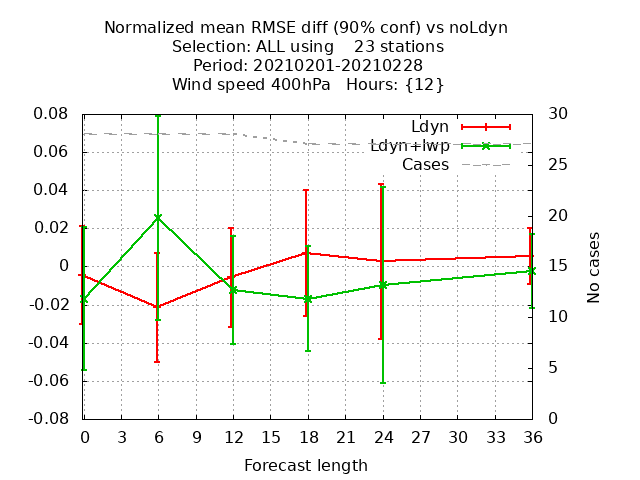 Normalized mean RMSE diff (90% conf) vs noLdyn
Selection: ALL using    23 stations
Period: 20210201-20210228
Wind speed 400hPa   Hours: {12}
Ldyn
Ldyn+lwp
Cases
0.08
0.06
0.04
0.02
0
-0.02
-0.04
-0.06
-0.08
30
25
20
15
10
5
0
No cases
0 3 6 9 12 15 18 21 24 27 30 33 36
Forecast length